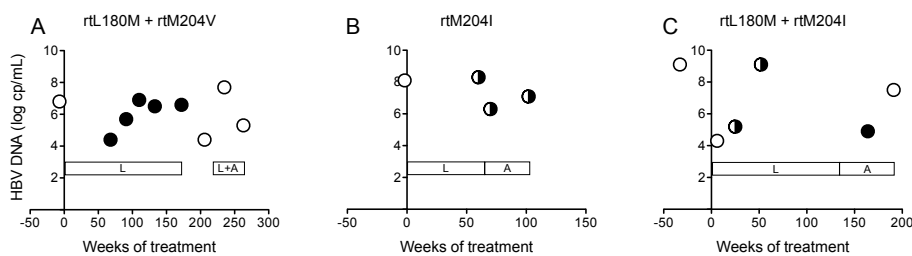 A rtL180M + rtM204V
HBV DNA (log cp/mL)
10
8
6
4
2
L
L+A
-50 0 50 100 150 200 250 300
Weeks of treatment
B rtM204I
10
8
6
4
2
L
A
-50 0 50 100 150
Weeks of treatment
C rtL180M + rtM204I
10
8
6
4
2
L
A
-50 0 50 100 150 200
Weeks of treatment